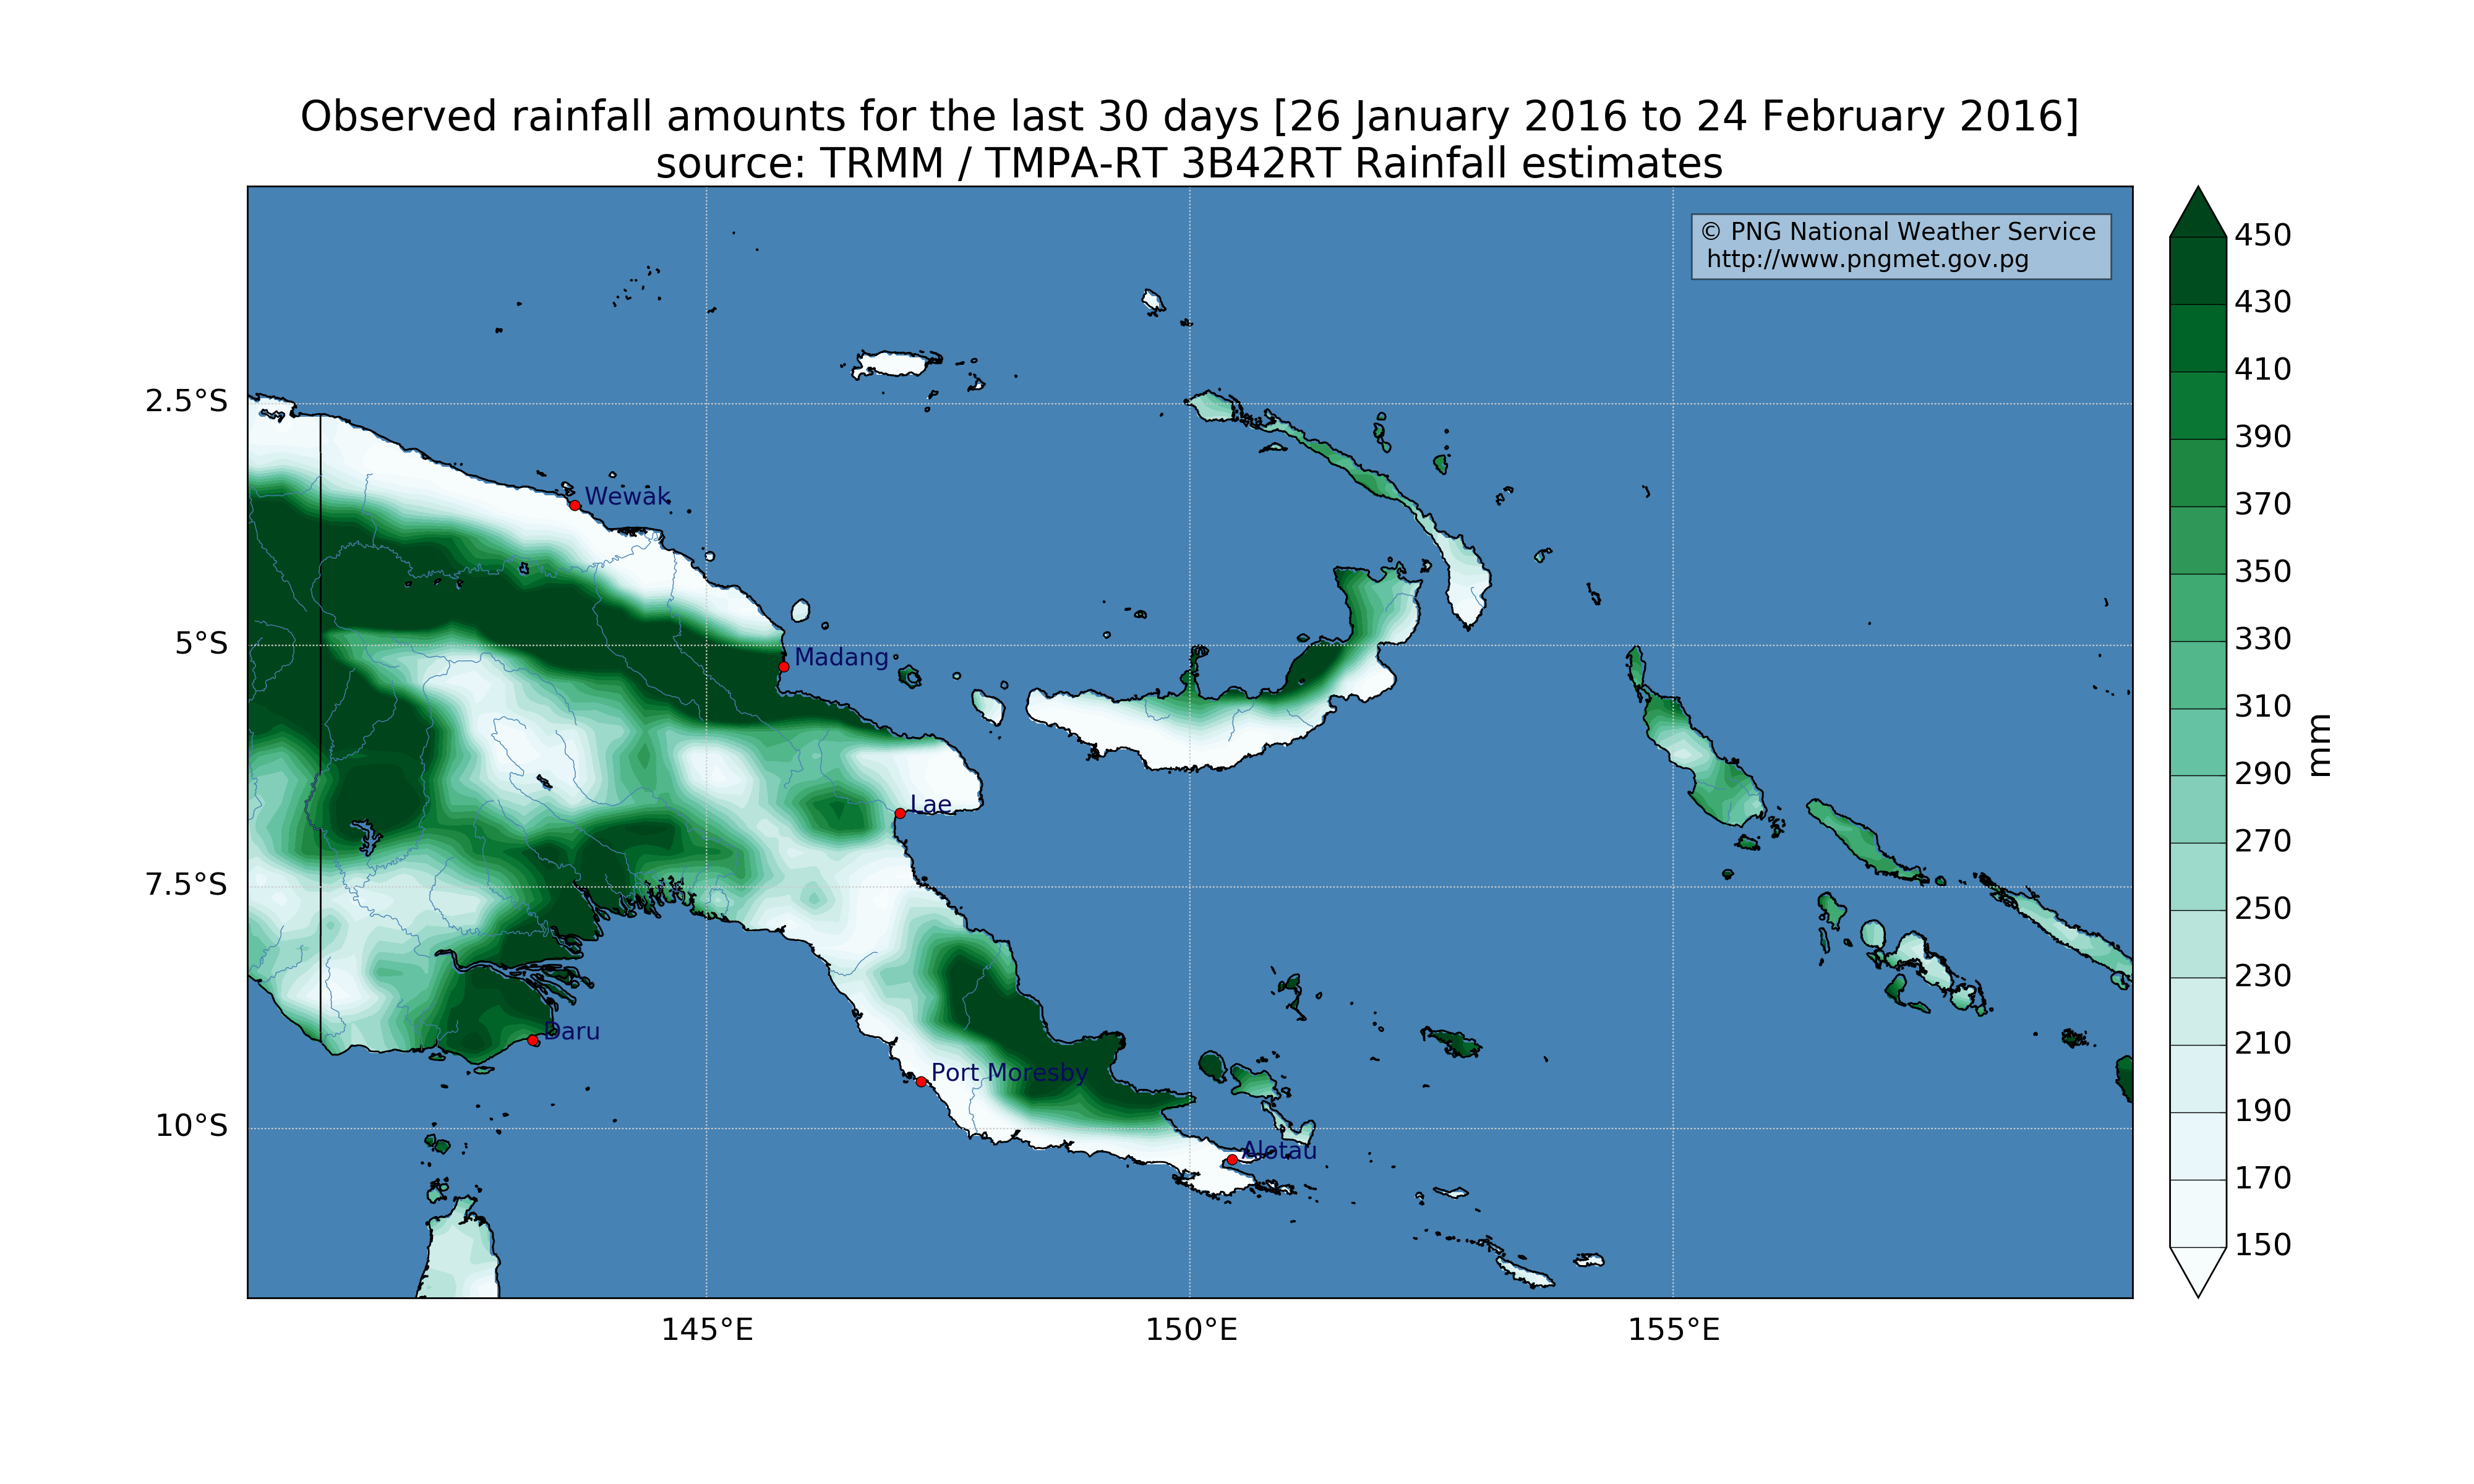 Observed rainfall amounts for the last 30 days [26 January 2016 to 24 February 2016]
source: TRMM / TMPA-RT 3B42RT Rainfall estimates
© PNG National Weather Service
http://www.pngmet.gov.pg
450
430
410
390
370
350
330
310
290
270
250
230
210
190
170
150
mm
2.5°S
5°S
7.5°S
10°S
Wewak
Madang
Lae
Daru
Port Moresby
Alotau
145°E
150°E
155°E